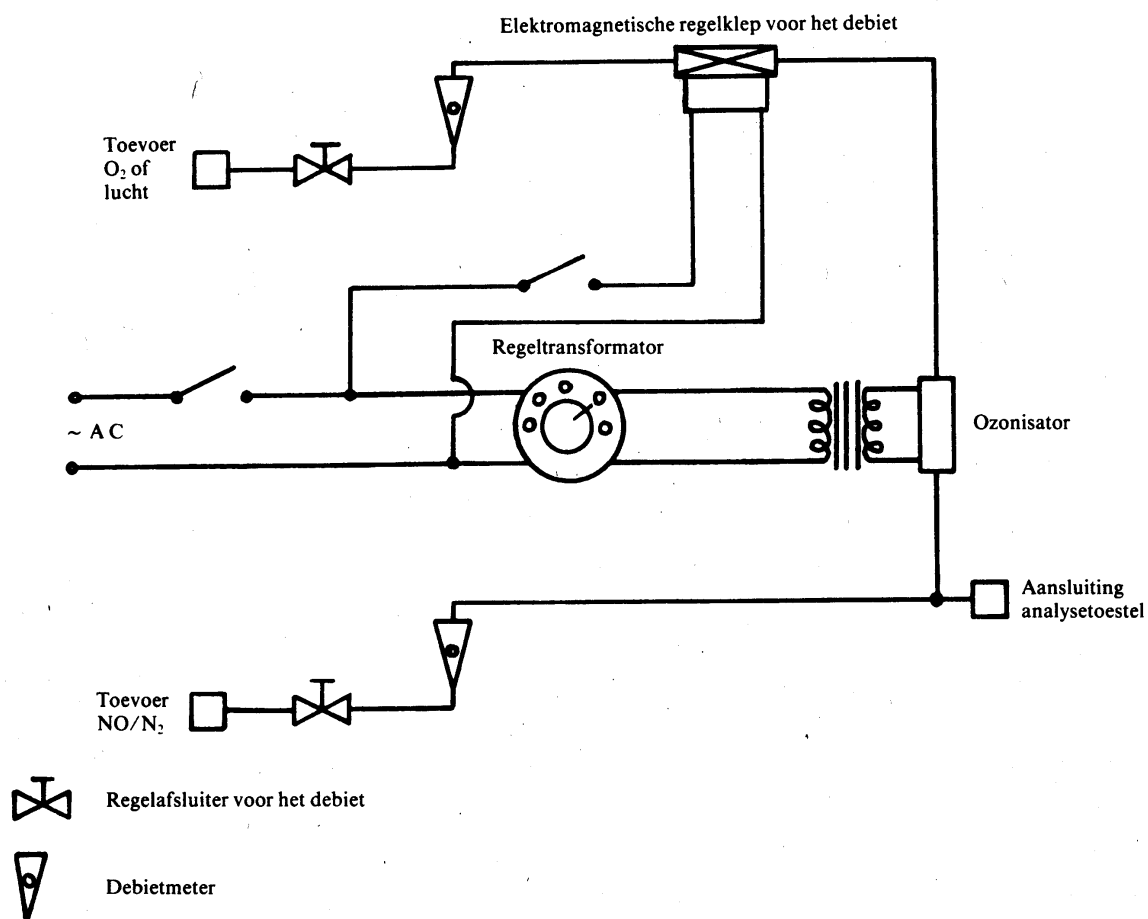 Elektromagnetische regelklep voor het debiet
Toevoer
O₂ of
lucht
Regeltransformator
~ A C
Ozonisator
Aansluiting
analysetoestel
Toevoer
NO/N₂
Regelafsluiter voor het debiet
Debietmeter